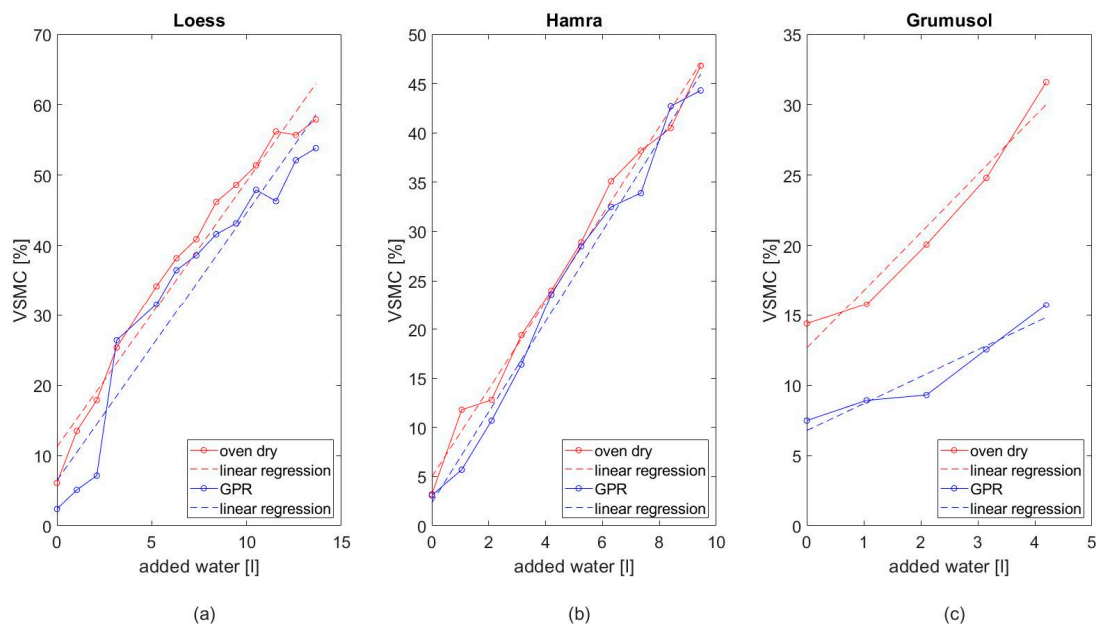 Loess
70
60
50
40
30
20
10
0
VSMC [%]
0 5 10 15
added water [l]
oven dry
linear regression
GPR
linear regression
(a)
Hamra
50
45
40
35
30
25
20
15
10
5
0
VSMC [%]
0 2 4 6 8 10
added water [l]
oven dry
linear regression
GPR
linear regression
(b)
Grumusol
35
30
25
20
15
10
5
0
VSMC [%]
0 1 2 3 4 5
added water [l]
oven dry
linear regression
GPR
linear regression
(c)